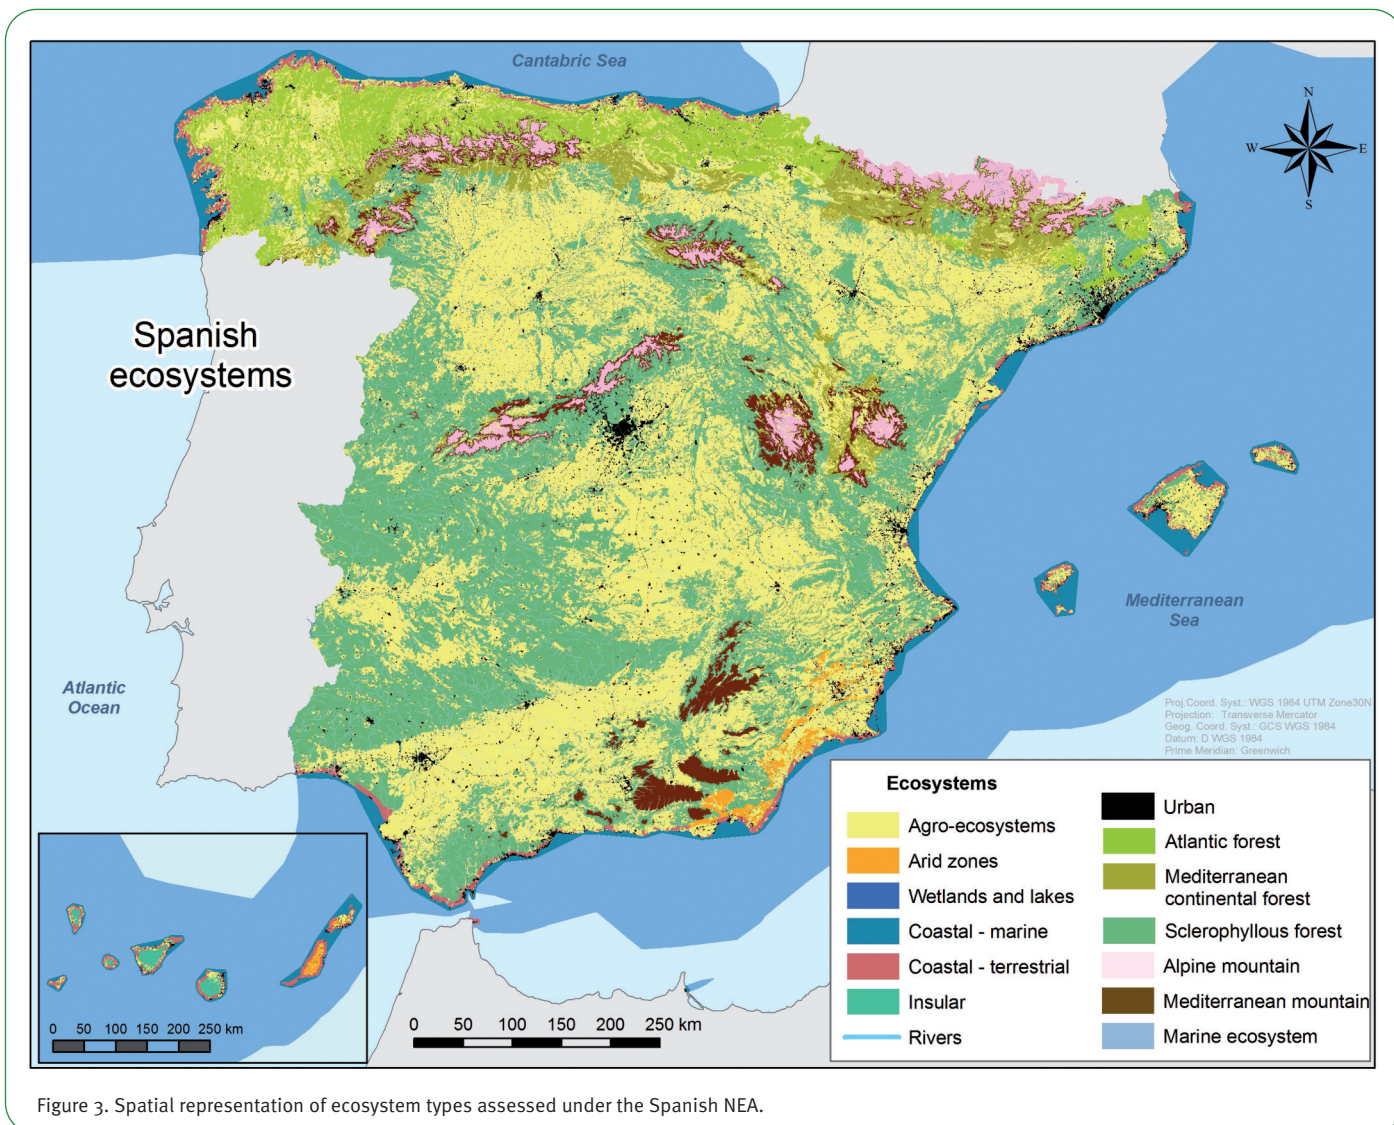 Cantabric Sea
N
W
E
S
Spanish
ecosystems
Mediterranean
Sea
Atlantic
Ocean
Proj.Coord. Syst.: WGS 1984 UTM Zone30N
Projection: Transverse Mercator
Geog. Coord. Syst.: GCS WGS 1984
Datum: D WGS 1984
Prime Meridian: Greenwich
Ecosystems
Agro-ecosystems
Arid zones
Wetlands and lakes
Coastal - marine
Coastal - terrestrial
Insular
Rivers
Urban
Atlantic forest
Mediterranean
continental forest
Sclerophyllous forest
Alpine mountain
Mediterranean mountain
Marine ecosystem
0 50 100 150 200 250 km
0 50 100 150 200 250 km
Figure 3. Spatial representation of ecosystem types assessed under the Spanish NEA.